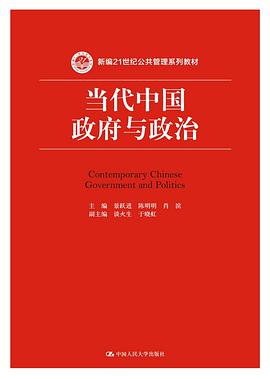 新编21世纪公共管理系列教材
当代中国
政府与政治
Contemporary Chinese
Government and Politics
主 编 景跃进 陈明明 肖 滨
副主编 谈火生 于晓虹
中国人民大学出版社